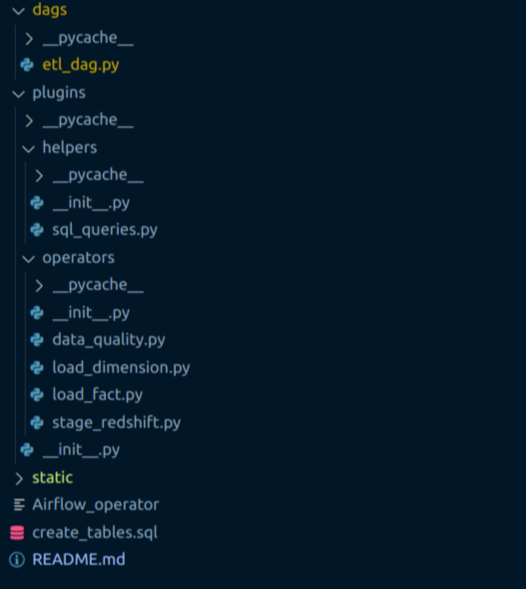 dags
__pycache__
etl_dag.py
plugins
__pycache__
helpers
__pycache__
__init__.py
sql_queries.py
operators
__pycache__
__init__.py
data_quality.py
load_dimension.py
load_fact.py
stage_redshift.py
__init__.py
static
Airflow_operator
create_tables.sql
README.md